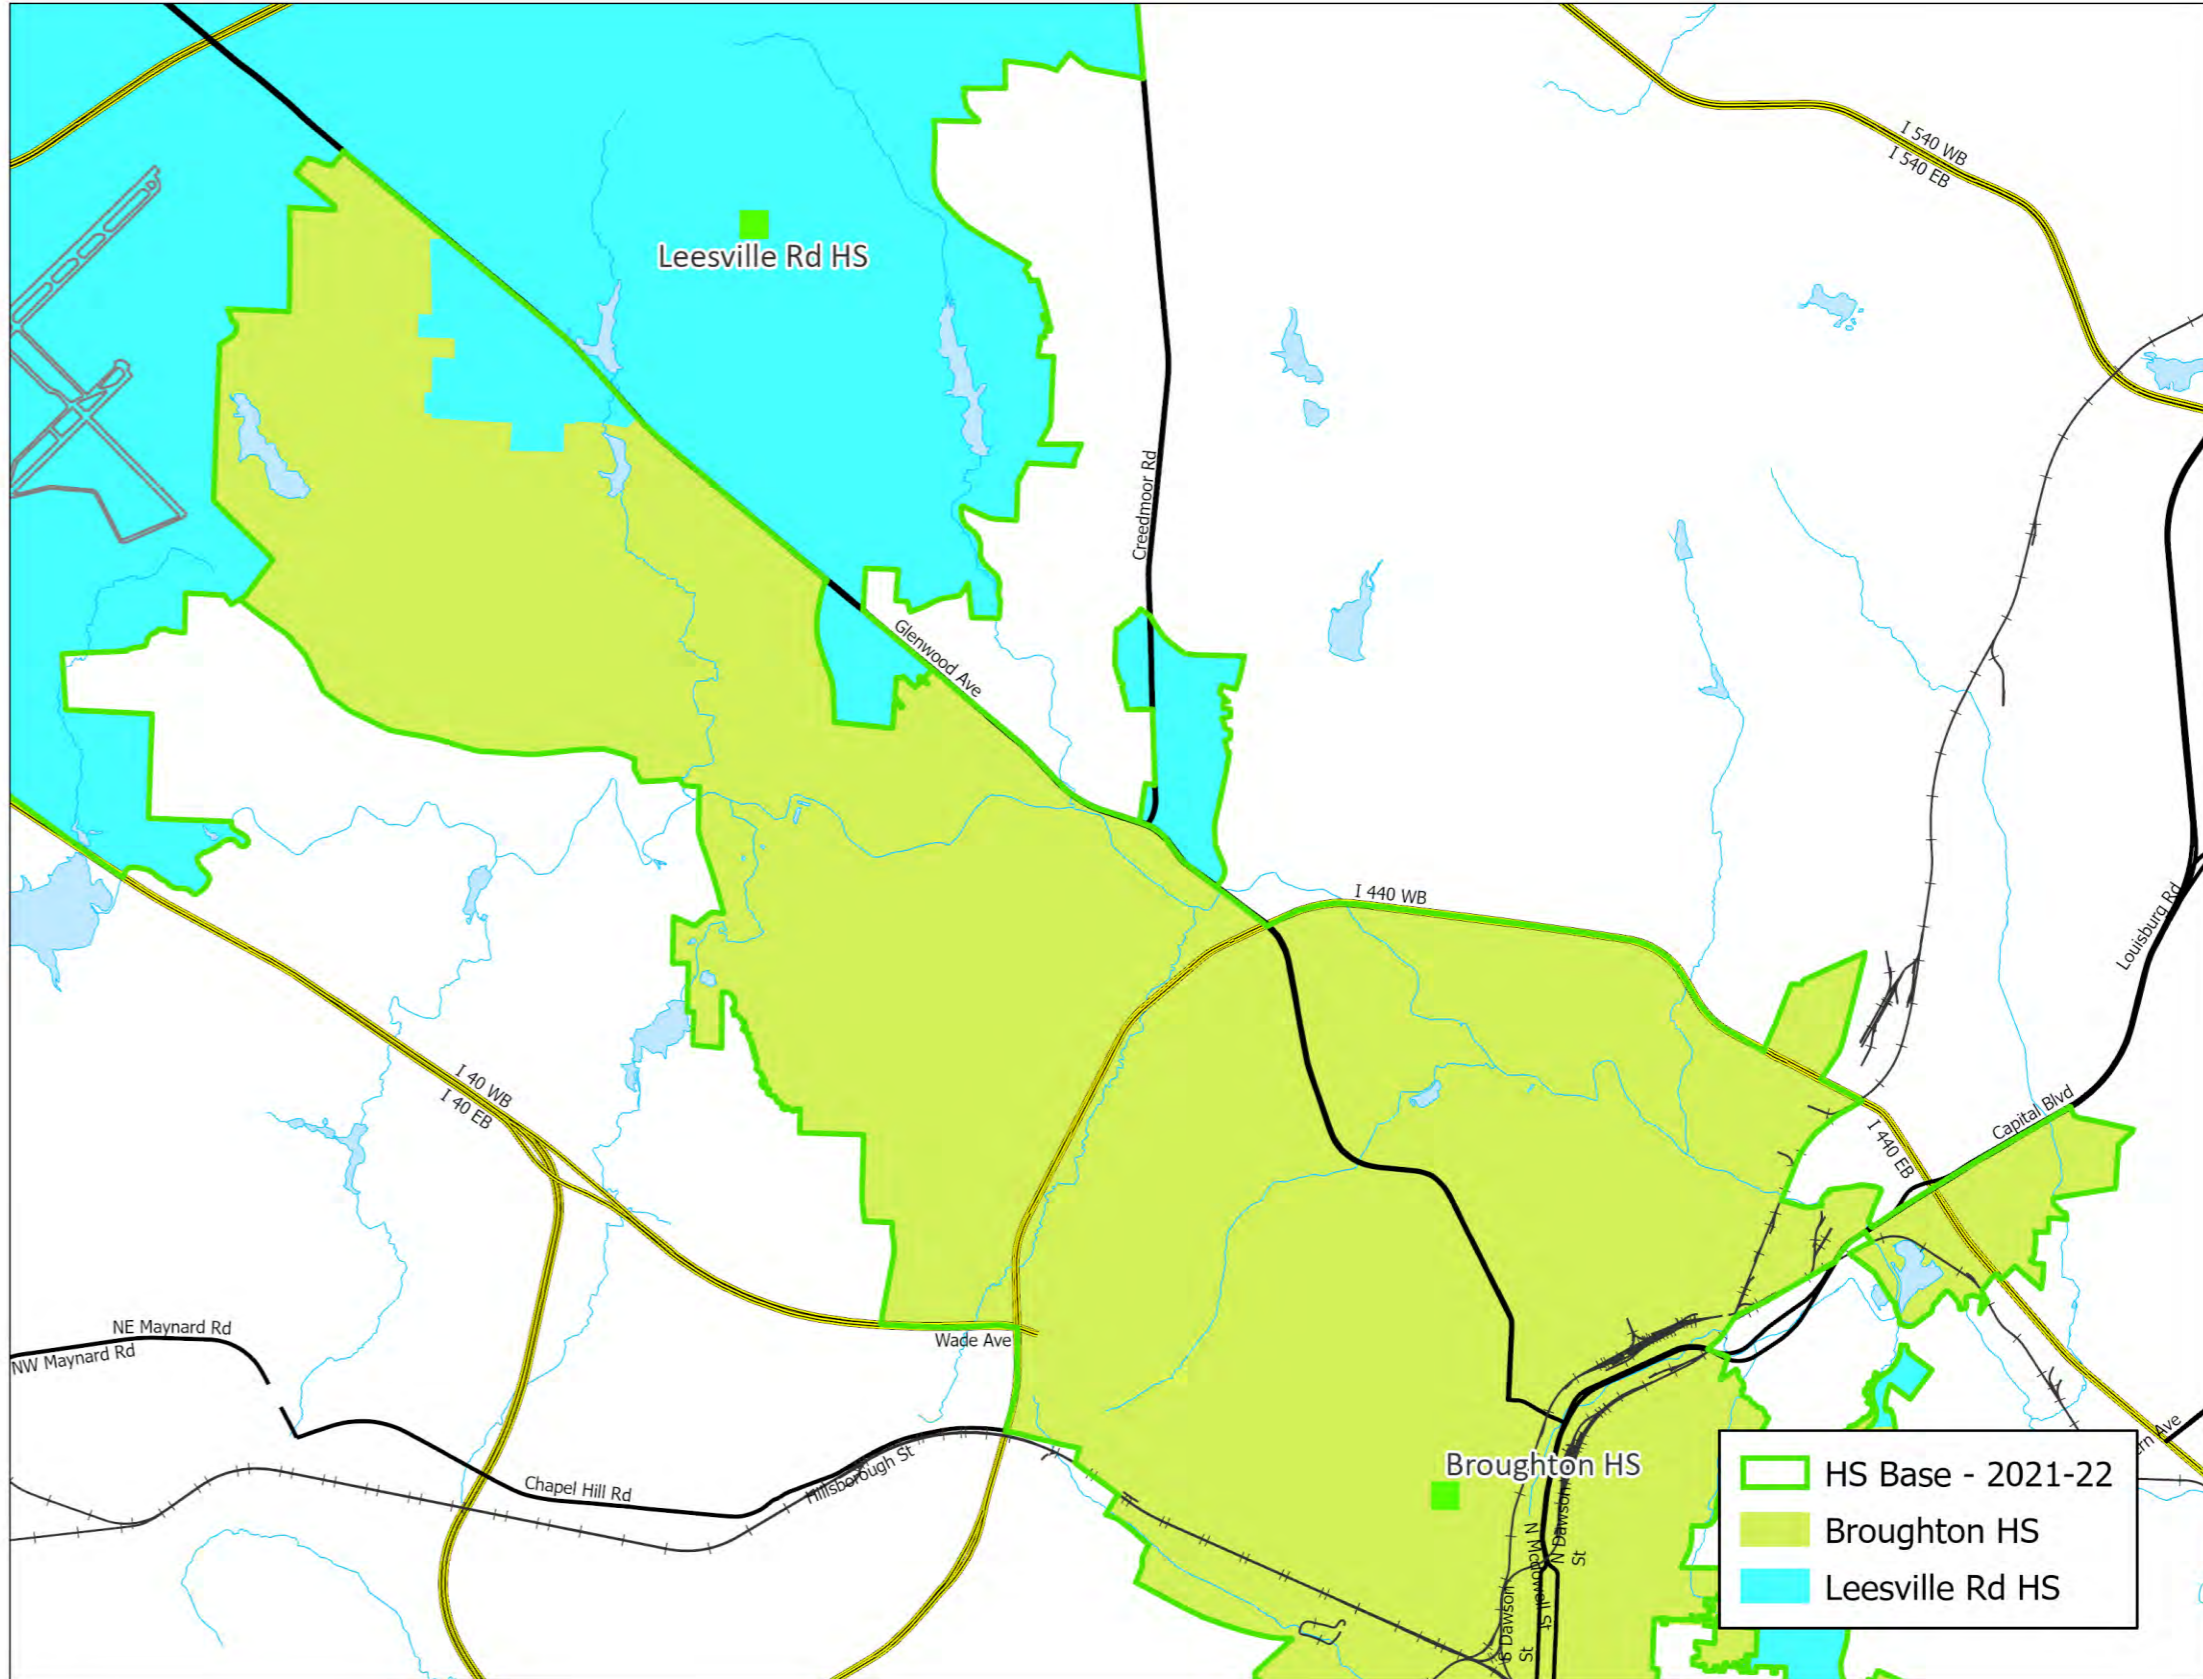 I 540 WB
I 540 EB
Leesville Rd HS
Creedmoor Rd
Glenwood Ave
I 440 WB
Louisburg Rd
I 40 WB
I 40 EB
Capital Blvd
I 440 EB
NE Maynard Rd
NW Maynard Rd
Wade Ave
Chapel Hill Rd
Hillsborough St
Broughton HS
N Dawson
St
N McDowell St
S Dawson
St
rn Ave
HS Base - 2021-22
Broughton HS
Leesville Rd HS